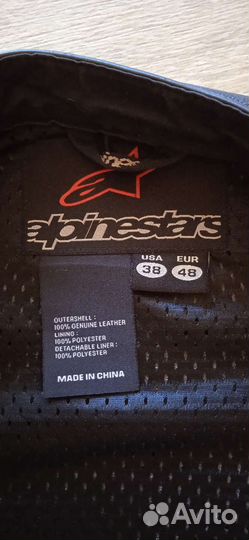 alpinestars
USA EUR
38 48
OUTERSHELL :
100% GENUINE LEATHER
LINING :
100% POLYESTER
DETACHABLE LINER :
100% POLYESTER
MADE IN CHINA
Avito